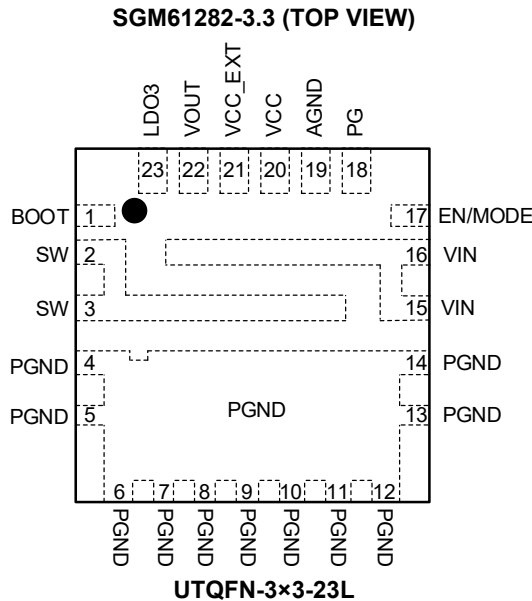 SGM61282-3.3 (TOP VIEW)
LDO3
VOUT
VCC_EXT
VCC
AGND
PG
23
22
21
20
19
18
BOOT 1
17 EN/MODE
SW 2
16 VIN
SW 3
15 VIN
PGND 4
14 PGND
PGND 5
PGND
13 PGND
6
7
8
9
10
11
12
PGND
PGND
PGND
PGND
PGND
PGND
PGND
UTQFN-3×3-23L